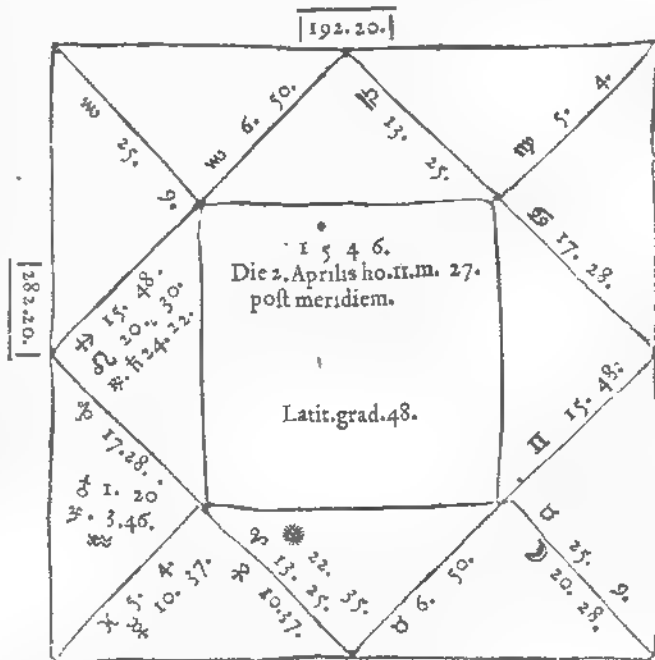 192.20.
♏ 25. 9.
♏ 6. 50.
♎ 13. 25.
♍ 5. 4.
♋ 17. 28.
282.20.
♐ 15. 48.
☊ 20. 30.
♄ 24. 22.
1 5 4 6.
Die 2. Aprilis ho.11.m. 27.
poſt meridiem.
Latit.grad.48.
♊ 15. 48.
♑ 17.28.
♂ 1. 20
3.46.
♒
♓ 5. 4.
10. 37.
☉ 22. 35.
13. 25.
10.37.
♉ 6. 50.
♉ 25. 9.
☽ 20. 28.